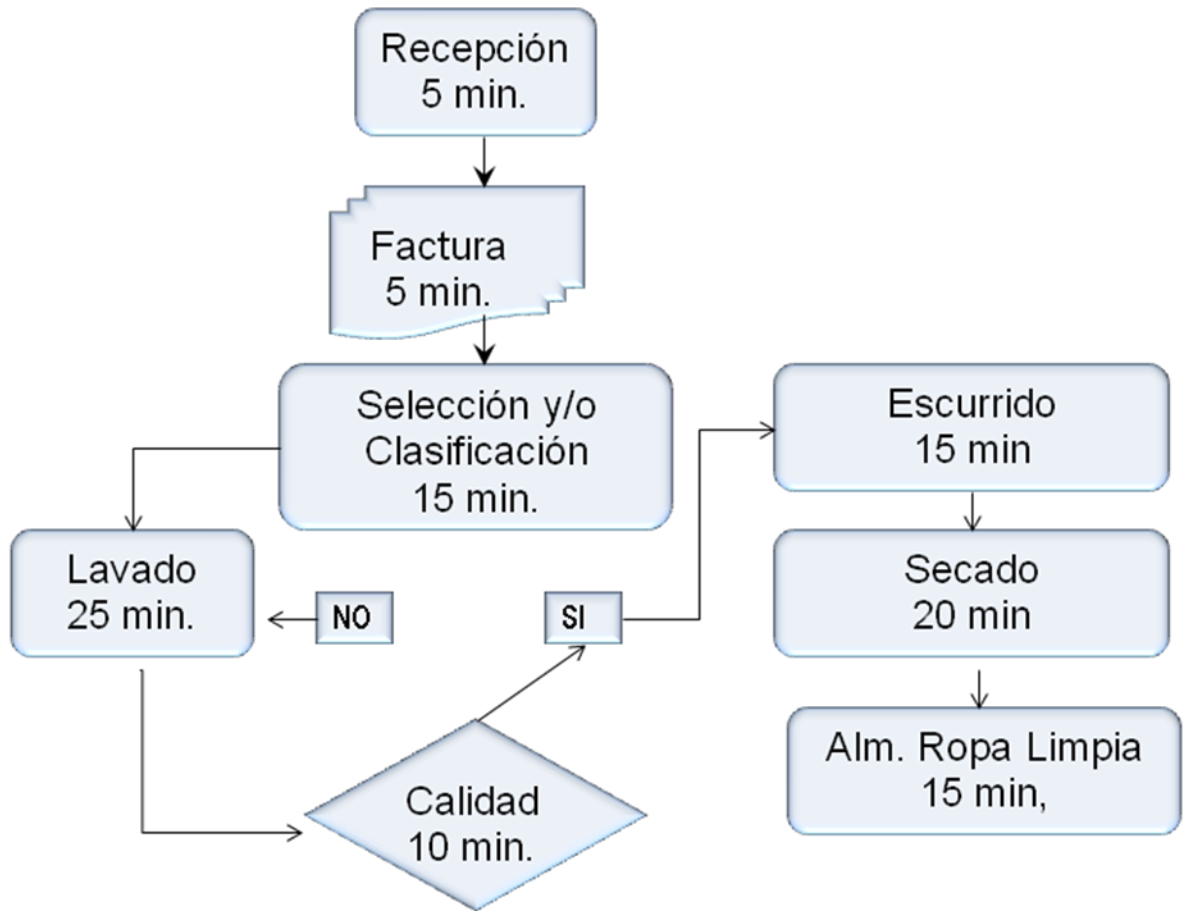 Recepción
5 min.
Factura
5 min.
Selección y/o
Clasificación
15 min.
Lavado
25 min.
NO
SI
Calidad
10 min.
Escurrido
15 min
Secado
20 min
Alm. Ropa Limpia
15 min,